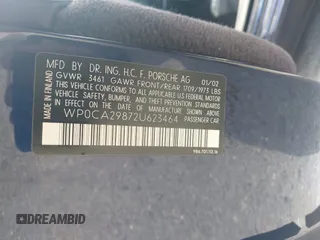 MFD BY DR. ING. H.C. F. PORSCHE AG 01/02
GVWR 3461 GAWR FRONT/REAR 1709/1973 LBS
THIS VEHICLE CONFORMS TO ALL APPLICABLE FEDERAL MOTOR
VEHICLE SAFETY, BUMPER, AND THEFT PREVENTION STANDARDS
IN EFFECT ON THE DATE OF MANUFACTURE SHOWN ABOVE.
WP0CA29872U623464 PASSENGER CAR
MADE IN FINLAND
DREAMBID